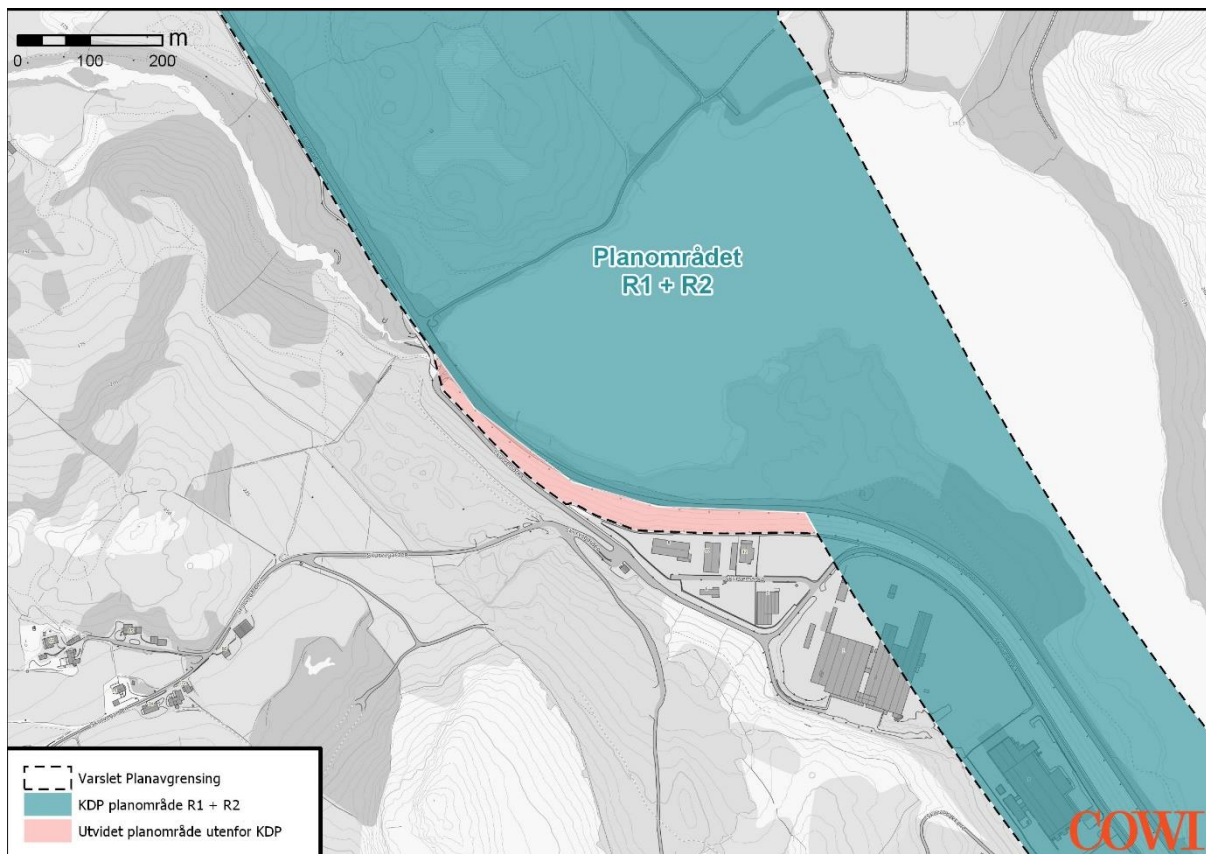 m
0 100 200
Planområdet
R1 + R2
Varslet Planavgrensing
KDP planområde R1 + R2
Utvidet planområde utenfor KDP
COWI